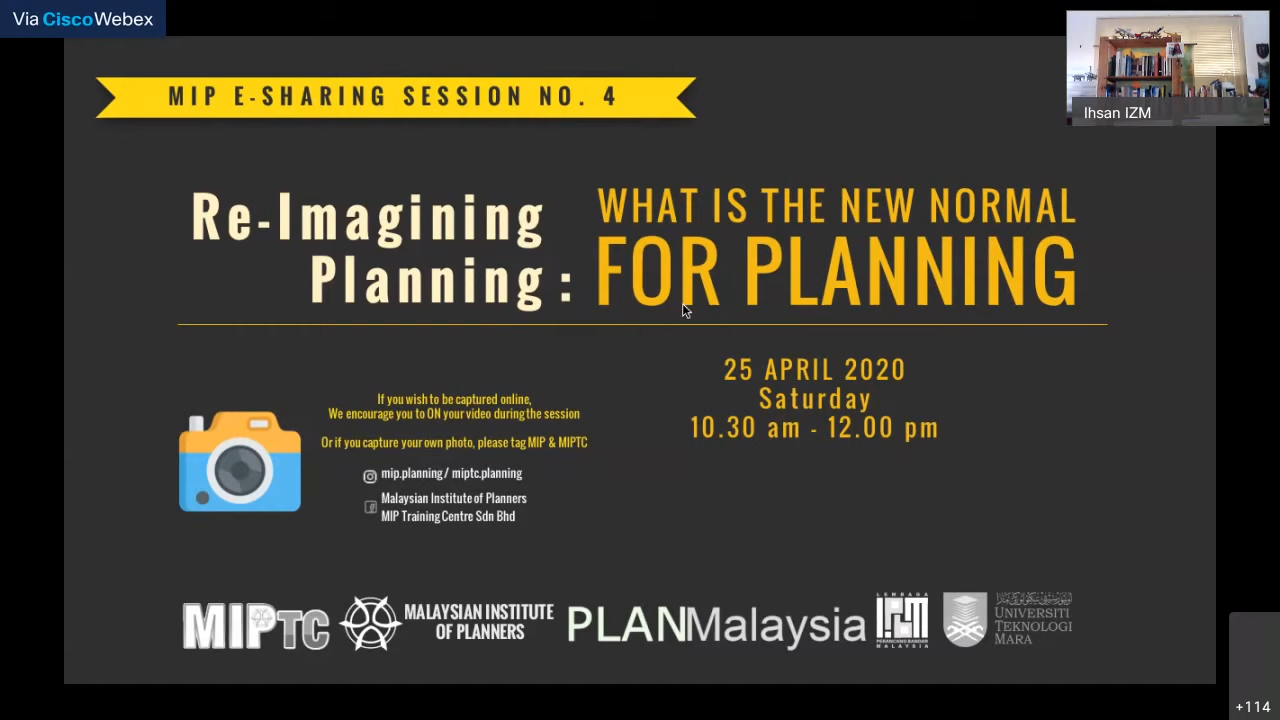 Via CiscoWebex
Ihsan IZM
MIP E-SHARING SESSION NO. 4
Re-Imagining
Planning :
WHAT IS THE NEW NORMAL
FOR PLANNING
25 APRIL 2020
Saturday
10.30 am - 12.00 pm
If you wish to be captured online,
We encourage you to ON your video during the session
Or if you capture your own photo, please tag MIP & MIPTC
mip.planning / miptc.planning
Malaysian Institute of Planners
MIP Training Centre Sdn Bhd
MIPTC
MALAYSIAN INSTITUTE
OF PLANNERS
PLANMalaysia
LEMBAGA
PERANCANG BANDAR
MALAYSIA
UNIVERSITI
TEKNOLOGI
MARA
+114